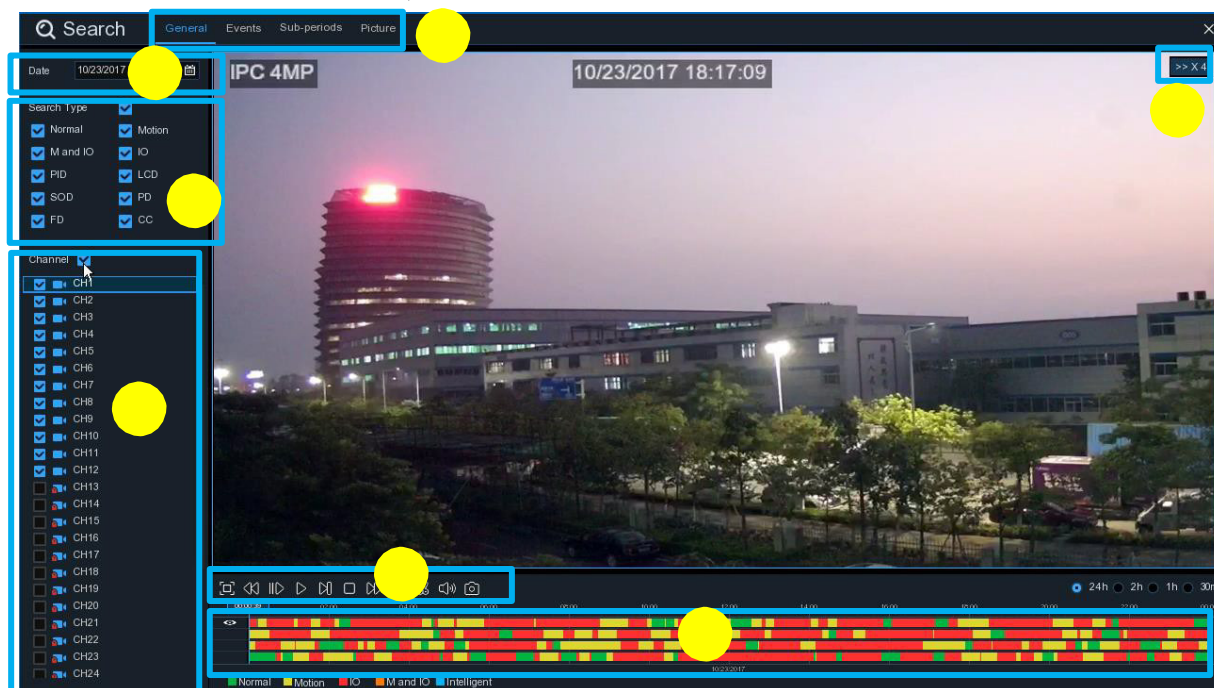 Search General Events Sub-periods Picture
Date 10/23/2017
IPC 4MP 10/23/2017 18:17:09 >> X 4
Search Type
Normal Motion
M and IO IO
PID LCD
SOD PD
FD CC
Channel
CH1
CH2
CH3
CH4
CH5
CH6
CH7
CH8
CH9
CH10
CH11
CH12
CH13
CH14
CH15
CH16
CH17
CH18
CH19
CH20
CH21
CH22
CH23
CH24
24h 2h 1h 30m
00:00:39 02:00 04:00 06:00 08:00 10:00 12:00 14:00 16:00 18:00 20:00 22:00
10/23/2017
Normal Motion IO M and IO Intelligent